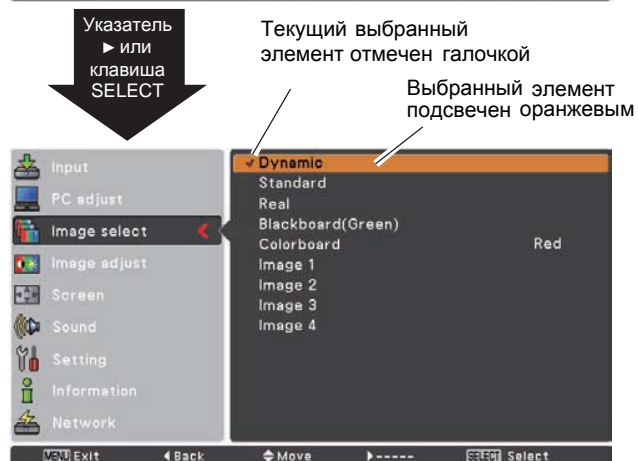 Указатель
► или
клавиша
SELECT
Текущий выбранный
элемент отмечен галочкой
Выбранный элемент
подсвечен оранжевым
Input
PC adjust
Image select
Image adjust
Screen
Sound
Setting
Information
Network
✓Dynamic
Standard
Real
Blackboard(Green)
Colorboard Red
Image 1
Image 2
Image 3
Image 4
MENU Exit ◄Back Move ►----- SELECT Select